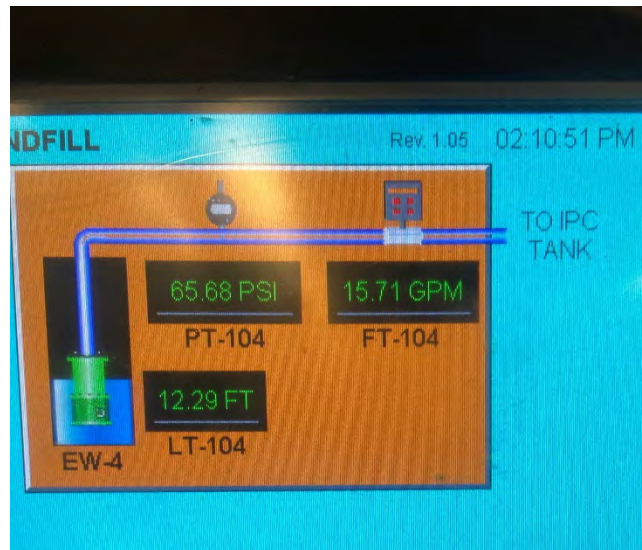 NDFILL
Rev. 1.05
02:10:51 PM
TO IPC
TANK
65.68 PSI
PT-104
15.71 GPM
FT-104
12.29 FT
LT-104
EW-4